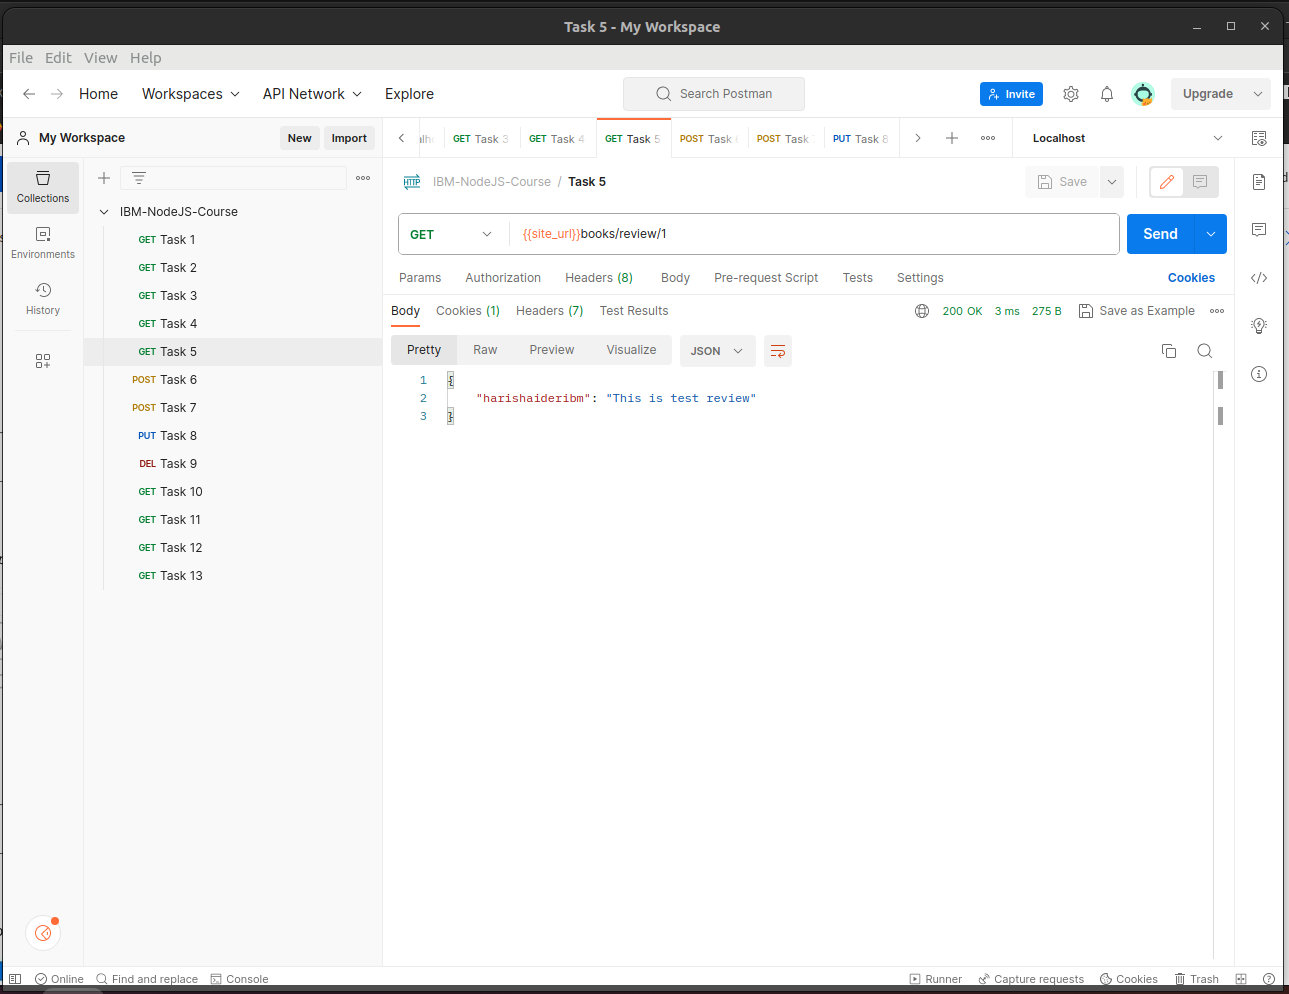 Task 5 - My Workspace
File Edit View Help
Home Workspaces API Network Explore Search Postman Invite Upgrade
My Workspace New Import
GET Task 3 GET Task 4 GET Task 5 POST Task PUT Task 8 Localhost
POST Task
Collections
Environments
History
IBM-NodeJS-Course
GET Task 1
GET Task 2
GET Task 3
GET Task 4
GET Task 5
POST Task 6
POST Task 7
PUT Task 8
DEL Task 9
GET Task 10
GET Task 11
GET Task 12
GET Task 13
HTTP IBM-NodeJS-Course / Task 5 Save
GET {{site_url}}books/review/1 Send
Params Authorization Headers (8) Body Pre-request Script Tests Settings Cookies
Body Cookies (1) Headers (7) Test Results 200 OK 3 ms 275 B Save as Example
Pretty Raw Preview Visualize JSON
1 {
2 "harishaideribm": "This is test review"
3 }
Online Find and replace Console Runner Capture requests Cookies Trash